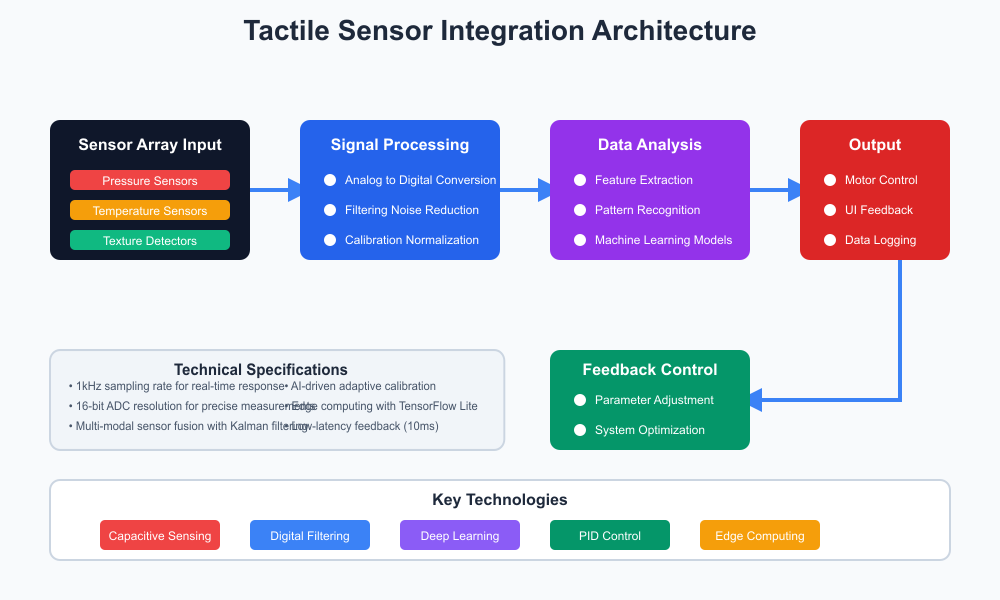 Tactile Sensor Integration Architecture
Sensor Array Input
Pressure Sensors
Temperature Sensors
Texture Detectors
Signal Processing
Analog to Digital Conversion
Filtering Noise Reduction
Calibration Normalization
Data Analysis
Feature Extraction
Pattern Recognition
Machine Learning Models
Output
Motor Control
UI Feedback
Data Logging
Technical Specifications
• 1kHz sampling rate for real-time response
• 16-bit ADC resolution for precise measurements
• Multi-modal sensor fusion with Kalman filtering
• AI-driven adaptive calibration
• Edge computing with TensorFlow Lite
• Low-latency feedback (10ms)
Feedback Control
Parameter Adjustment
System Optimization
Key Technologies
Capacitive Sensing
Digital Filtering
Deep Learning
PID Control
Edge Computing